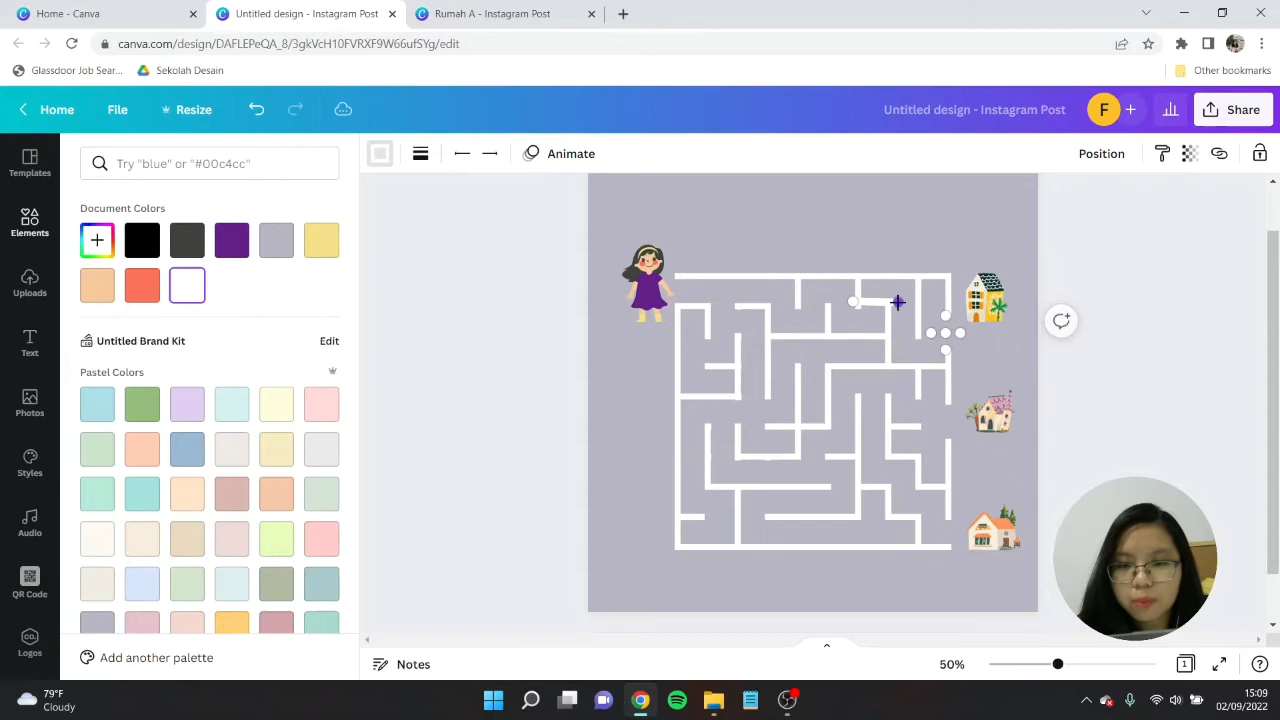 Home - Canva
Untitled design - Instagram Post
Rumah A - Instagram Post
canva.com/design/DAFLEPeQA_8/3gkVcH10FVRXF9W66ufSYg/edit
Glassdoor Job Sear...
Sekolah Desain
Other bookmarks
Home
File
Resize
Untitled design - Instagram Post
F
Share
Templates
Elements
Uploads
Text
Photos
Styles
Audio
QR Code
Logos
CO.
Try "blue" or "#00c4cc"
Document Colors
Untitled Brand Kit
Edit
Pastel Colors
Add another palette
Animate
Position
Notes
50%
1
79°F
Cloudy
15:09
02/09/2022